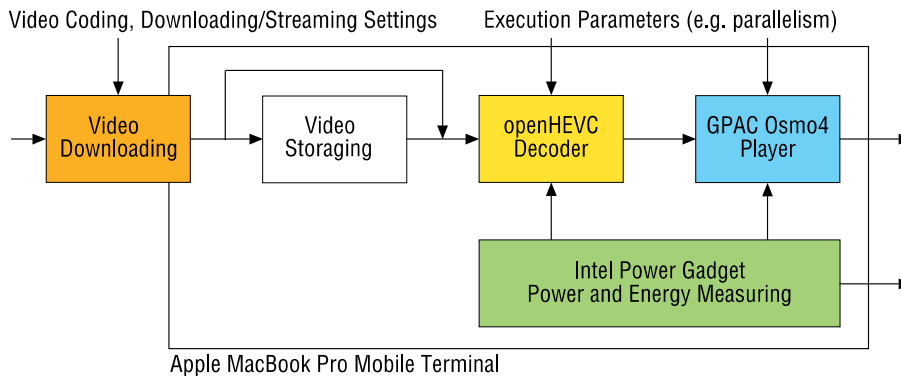 Video Coding, Downloading/Streaming Settings
Execution Parameters (e.g. parallelism)
Video
Downloading
Video
Storaging
openHEVC
Decoder
GPAC Osmo4
Player
Intel Power Gadget
Power and Energy Measuring
Apple MacBook Pro Mobile Terminal